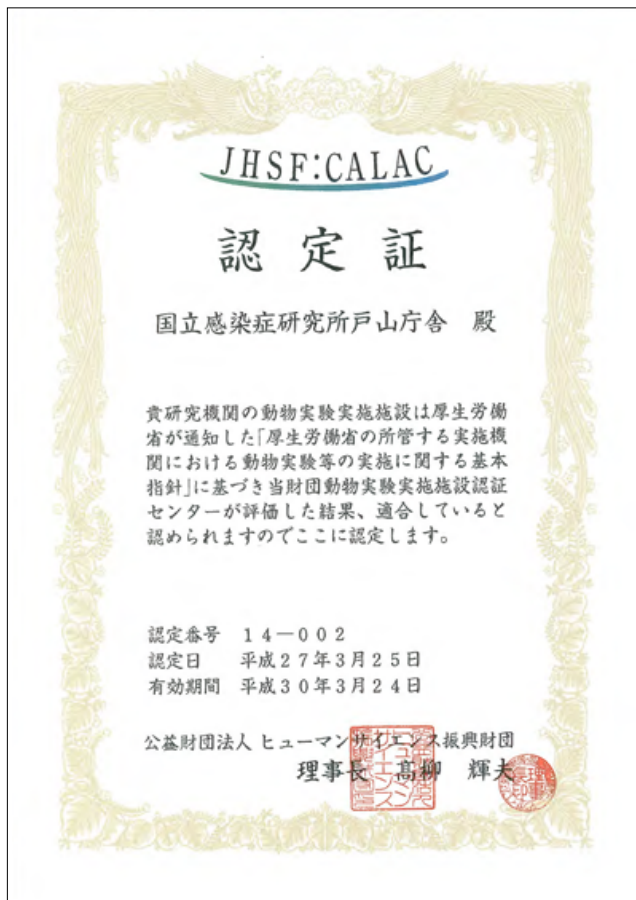 JHSF:CALAC
認定証
国立感染症研究所戸山庁舎　殿
貴研究機関の動物実験実施施設は厚生労働
省が通知した「厚生労働省の所管する実施機
関における動物実験等の実施に関する基本
指針」に基づき当財団動物実験実施施設認証
センターが評価した結果、適合していると
認められますのでここに認定します。
認定番号　14－002
認定日　平成27年3月25日
有効期間　平成30年3月24日
公益財団法人 ヒューマンサイエンス振興財団
理事長　高柳　輝夫